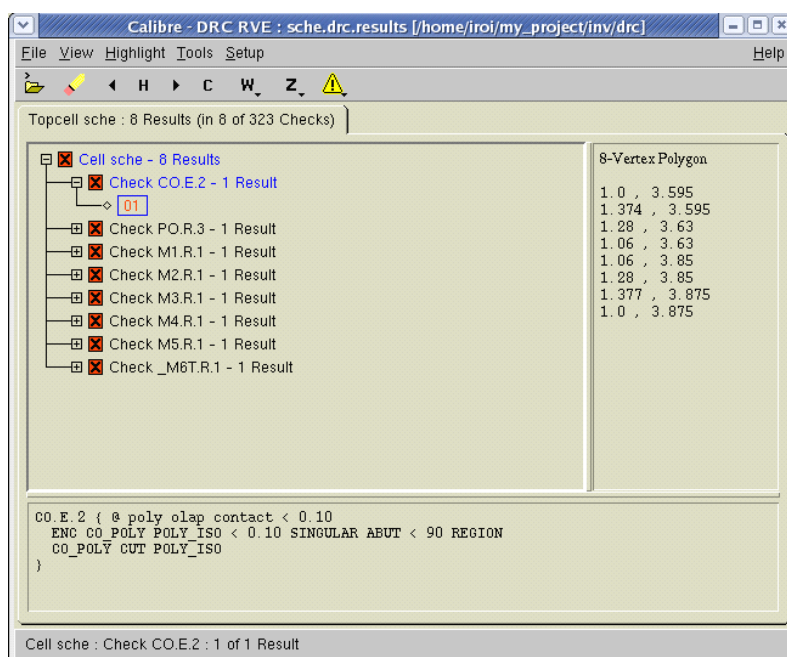 Calibre - DRC RVE : sche.drc.results [/home/iroi/my_project/inv/drc]
File View Highlight Tools Setup Help
H C W Z
Topcell sche : 8 Results (in 8 of 323 Checks)
Cell sche - 8 Results
Check CO.E.2 - 1 Result
01
Check PO.R.3 - 1 Result
Check M1.R.1 - 1 Result
Check M2.R.1 - 1 Result
Check M3.R.1 - 1 Result
Check M4.R.1 - 1 Result
Check M5.R.1 - 1 Result
Check _M6T.R.1 - 1 Result
8-Vertex Polygon
1.0 , 3.595
1.374 , 3.595
1.28 , 3.63
1.06 , 3.63
1.06 , 3.85
1.28 , 3.85
1.377 , 3.875
1.0 , 3.875
CO.E.2 { @ poly olap contact < 0.10
ENC CO_POLY POLY_ISO < 0.10 SINGULAR ABUT < 90 REGION
CO_POLY CUT POLY_ISO
}
Cell sche : Check CO.E.2 : 1 of 1 Result